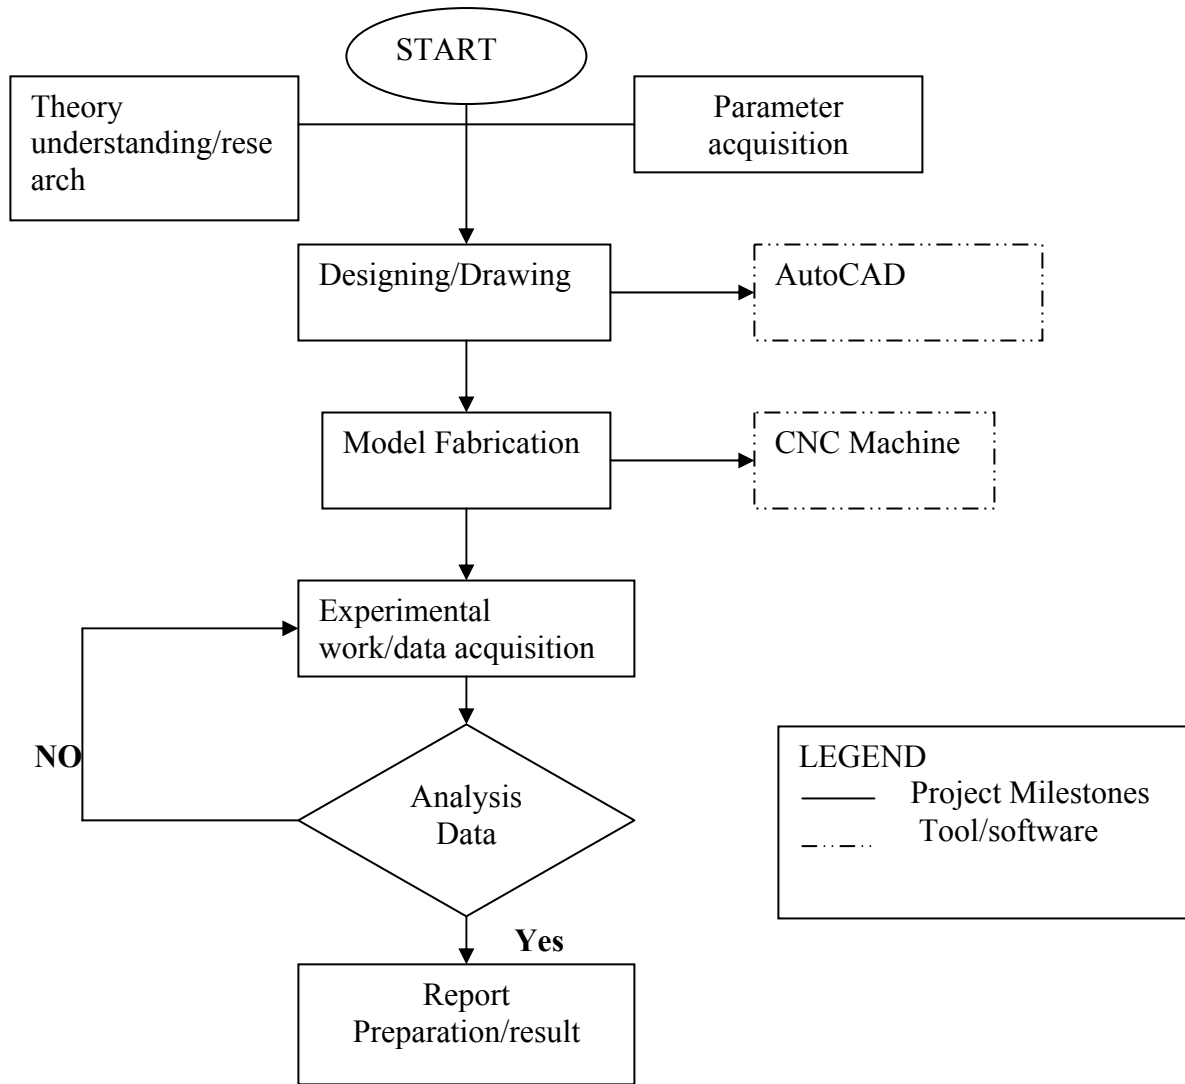 START
Theory
understanding/rese
arch
Parameter
acquisition
Designing/Drawing
AutoCAD
Model Fabrication
CNC Machine
Experimental
work/data acquisition
NO
Analysis
Data
LEGEND
Project Milestones
Tool/software
Yes
Report
Preparation/result